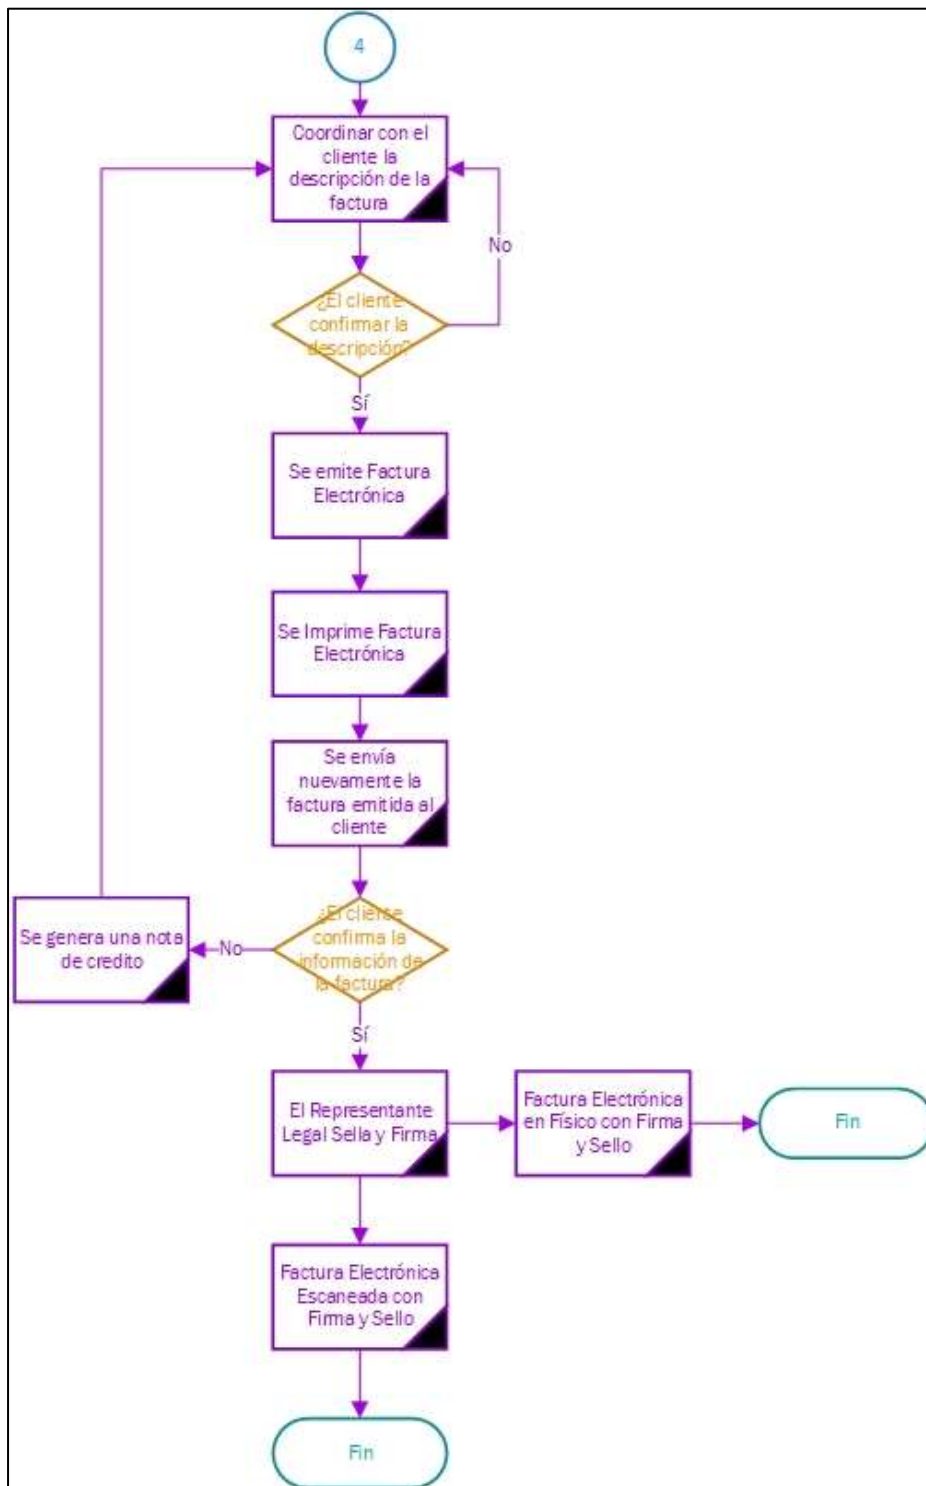 4
Coordinar con el
cliente la
descripción de la
factura
No
¿El cliente
confirmar la
descripción?
Sí
Se emite Factura
Electrónica
Se Imprime Factura
Electrónica
Se envía
nuevamente la
factura emitida al
cliente
¿El cliente
confirma la
información de
la factura?
No
Se genera una nota
de credito
Sí
El Representante
Legal Sella y Firma
Factura Electrónica
en Físico con Firma
y Sello
Fin
Factura Electrónica
Escaneada con
Firma y Sello
Fin